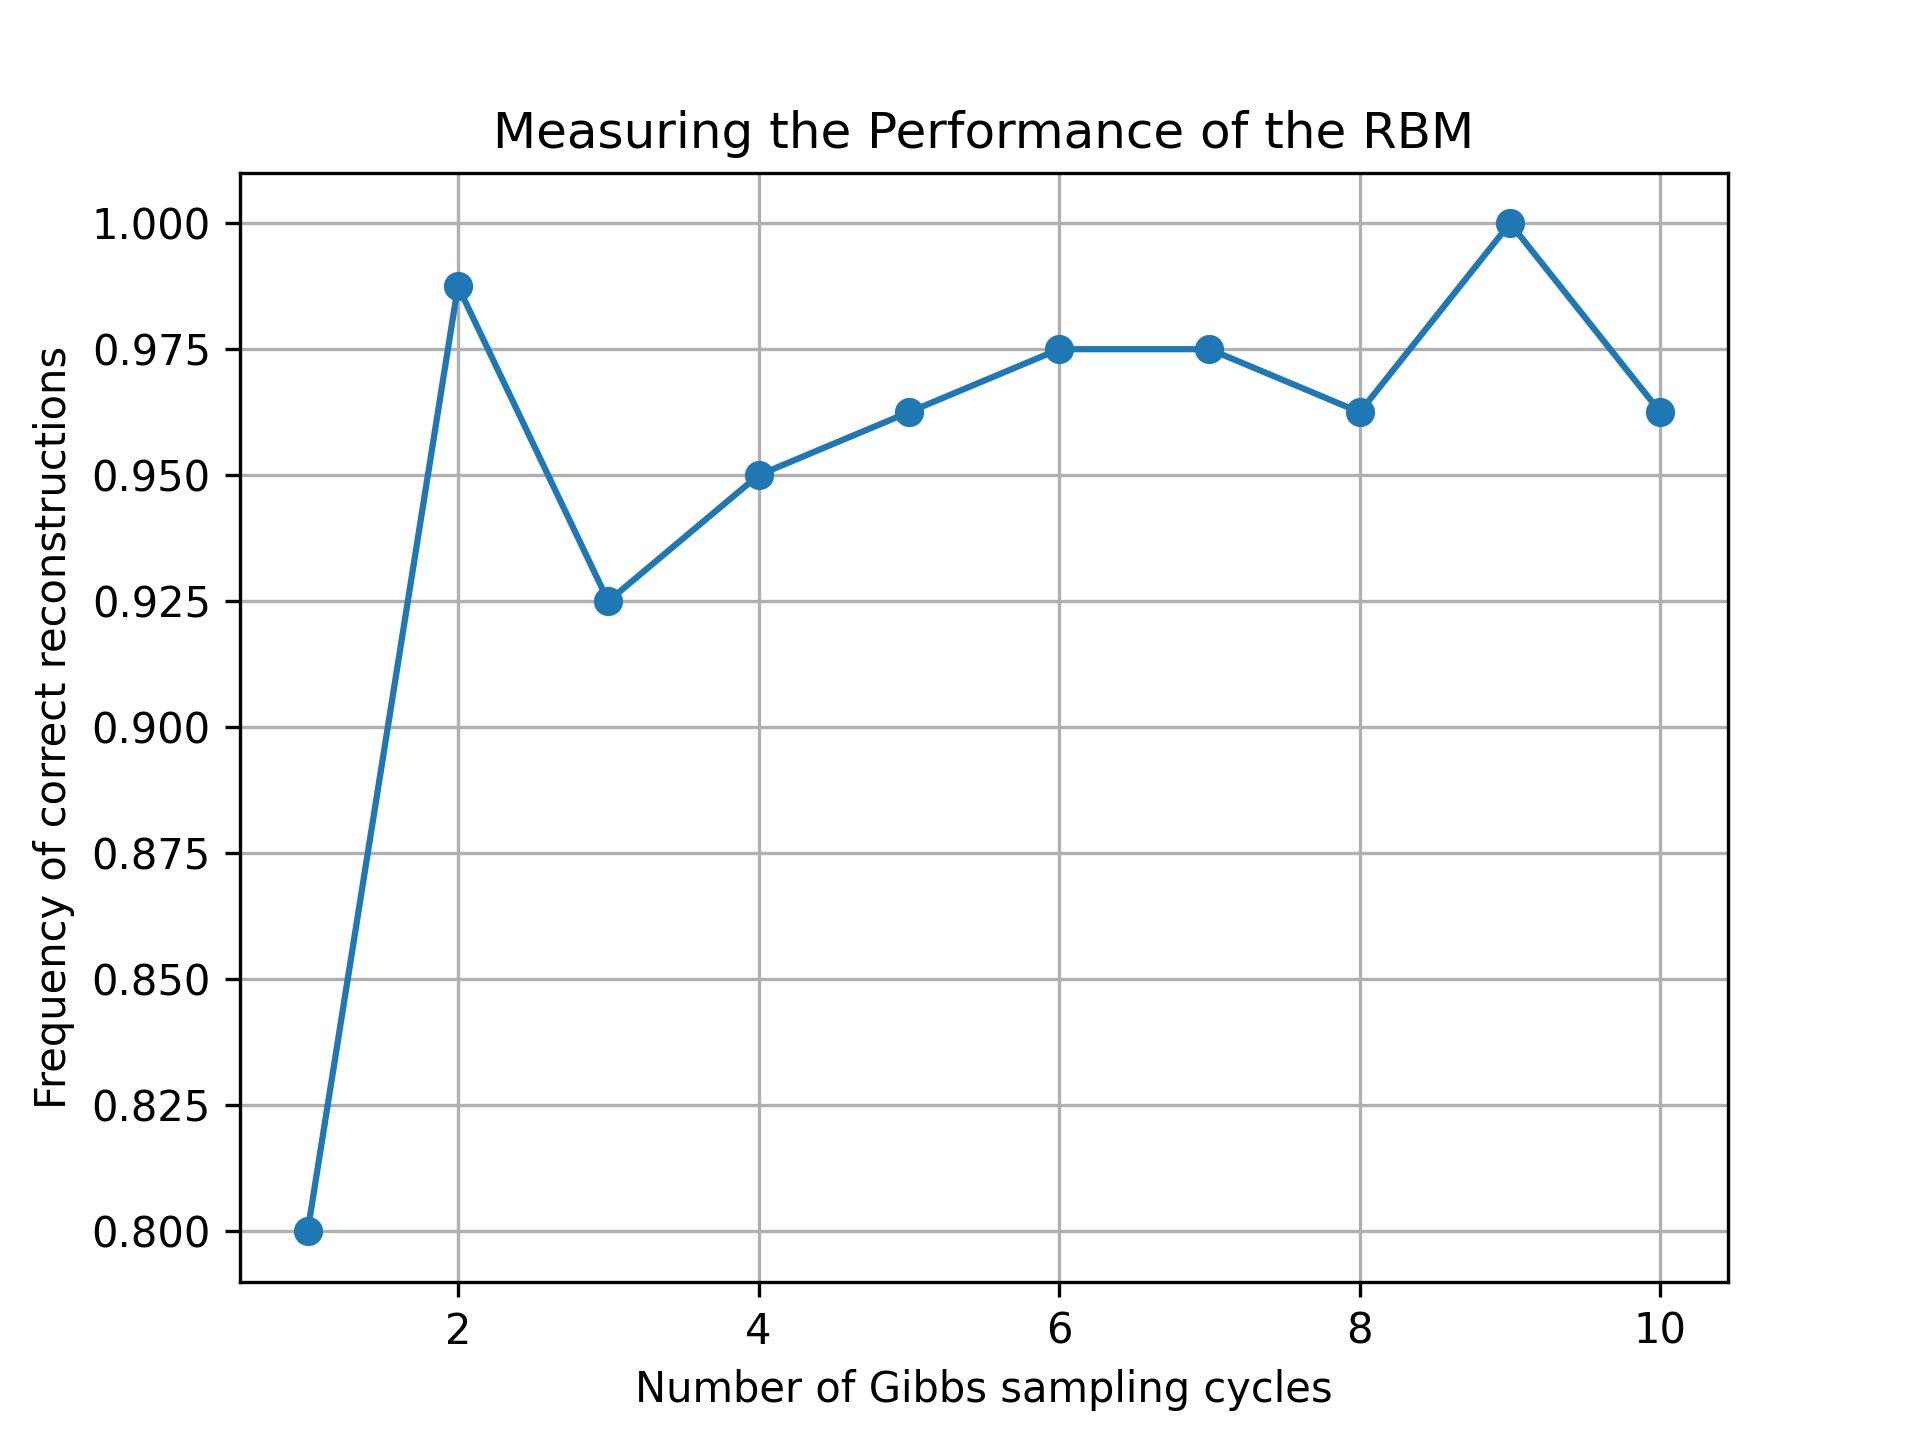 Measuring the Performance of the RBM
Frequency of correct reconstructions
1.000
0.975
0.950
0.925
0.900
0.875
0.850
0.825
0.800
2 4 6 8 10
Number of Gibbs sampling cycles